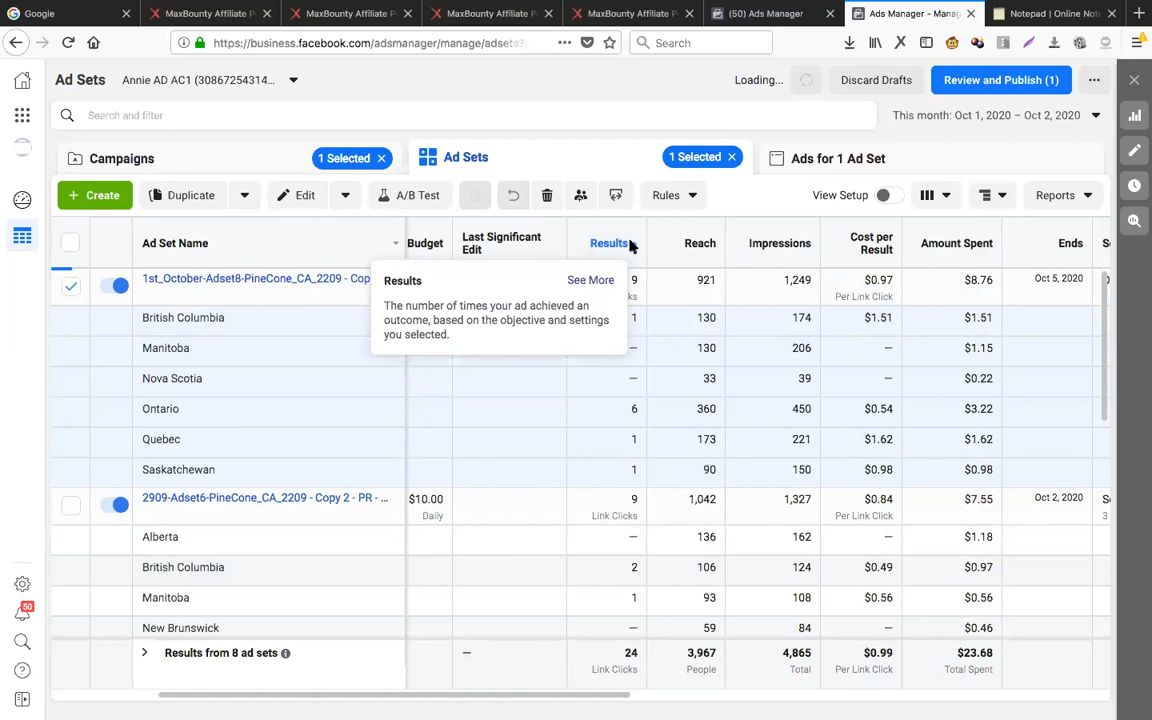 Google
MaxBounty Affiliate P
MaxBounty Affiliate P
MaxBounty Affiliate P
MaxBounty Affiliate P
(50) Ads Manager
Ads Manager - Manag
Notepad | Online Note
https://business.facebook.com/adsmanager/manage/adsets?
Search
Ad Sets
Annie AD AC1 (30867254314...
Loading...
Discard Drafts
Review and Publish (1)
Search and filter
This month: Oct 1, 2020 – Oct 2, 2020
Campaigns
1 Selected
Ad Sets
1 Selected
Ads for 1 Ad Set
+ Create
Duplicate
Edit
A/B Test
Rules
View Setup
Reports
Ad Set Name
Budget
Last Significant
Edit
Results
Reach
Impressions
Cost per
Result
Amount Spent
Ends
1st_October-Adset8-PineCone_CA_2209 - Cop
9
921
1,249
$0.97
Per Link Click
$8.76
Oct 5, 2020
Results
See More
The number of times your ad achieved an
outcome, based on the objective and settings
you selected.
British Columbia
1
130
174
$1.51
$1.51
Manitoba
—
130
206
—
$1.15
Nova Scotia
—
33
39
—
$0.22
Ontario
6
360
450
$0.54
$3.22
Quebec
1
173
221
$1.62
$1.62
Saskatchewan
1
90
150
$0.98
$0.98
2909-Adset6-PineCone_CA_2209 - Copy 2 - PR - ...
$10.00
Daily
9
Link Clicks
1,042
1,327
$0.84
Per Link Click
$7.55
Oct 2, 2020
Alberta
—
136
162
—
$1.18
British Columbia
2
106
124
$0.49
$0.97
Manitoba
1
93
108
$0.56
$0.56
New Brunswick
—
59
84
—
$0.46
50
Results from 8 ad sets
—
24
Link Clicks
3,967
People
4,865
Total
$0.99
Per Link Click
$23.68
Total Spent